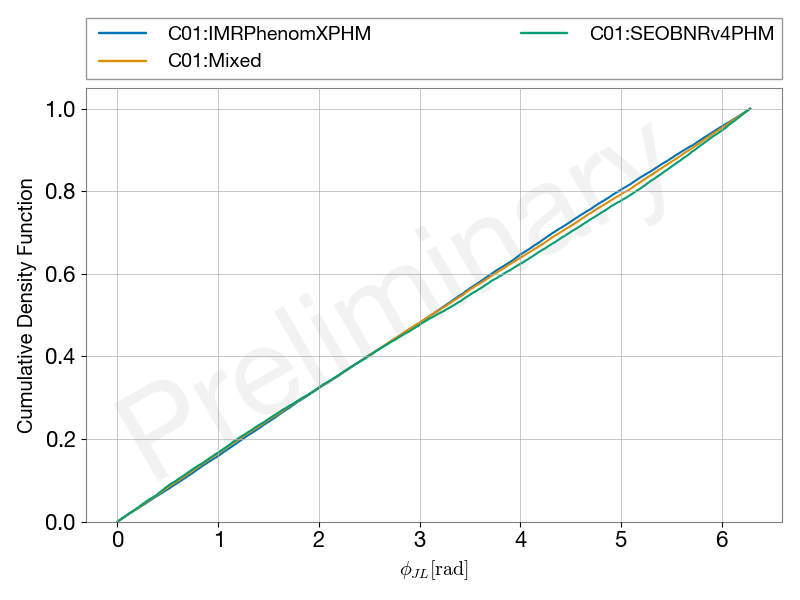 C01:IMRPhenomXPHM
C01:Mixed
C01:SEOBNRv4PHM
Preliminary
Cumulative Density Function
1.0
0.8
0.6
0.4
0.2
0.0
0 1 2 3 4 5 6
ϕ_JL [rad]